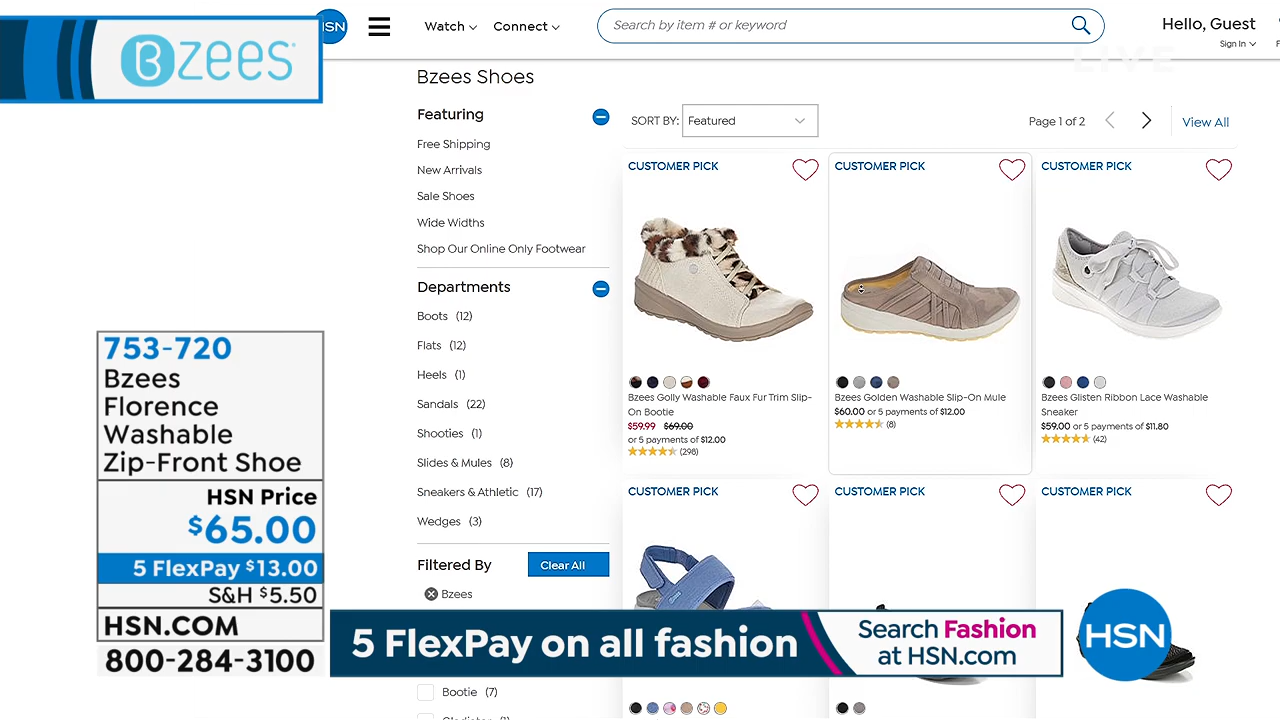 Bzees
HSN
Watch
Connect
Search by item # or keyword
Hello, Guest
Sign In
LIVE
Bzees Shoes
Featuring
Free Shipping
New Arrivals
Sale Shoes
Wide Widths
Shop Our Online Only Footwear
Departments
Boots (12)
Flats (12)
Heels (1)
Sandals (22)
Shooties (1)
Slides & Mules (8)
Sneakers & Athletic (17)
Wedges (3)
Filtered By
Clear All
Bzees
Bootie (7)
SORT BY: Featured
Page 1 of 2
View All
CUSTOMER PICK
Bzees Golly Washable Faux Fur Trim Slip-
On Bootie
$59.99 $69.00
or 5 payments of $12.00
(298)
CUSTOMER PICK
Bzees Golden Washable Slip-On Mule
$60.00 or 5 payments of $12.00
(8)
CUSTOMER PICK
Bzees Glisten Ribbon Lace Washable
Sneaker
$59.00 or 5 payments of $11.80
(42)
CUSTOMER PICK
CUSTOMER PICK
CUSTOMER PICK
753-720
Bzees
Florence
Washable
Zip-Front Shoe
HSN Price
$65.00
5 FlexPay $13.00
S&H $5.50
HSN.COM
800-284-3100
5 FlexPay on all fashion
Search Fashion
at HSN.com
HSN